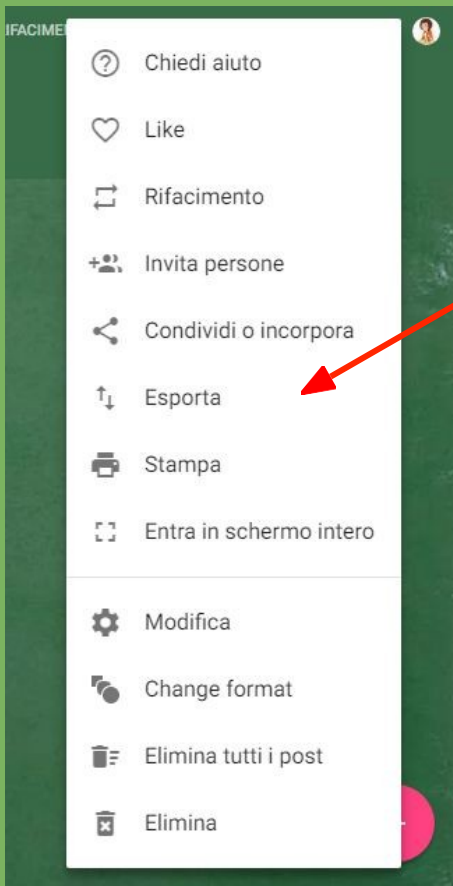 IFACIME
Chiedi aiuto
Like
Rifacimento
Invita persone
Condividi o incorpora
Esporta
Stampa
Entra in schermo intero
Modifica
Change format
Elimina tutti i post
Elimina